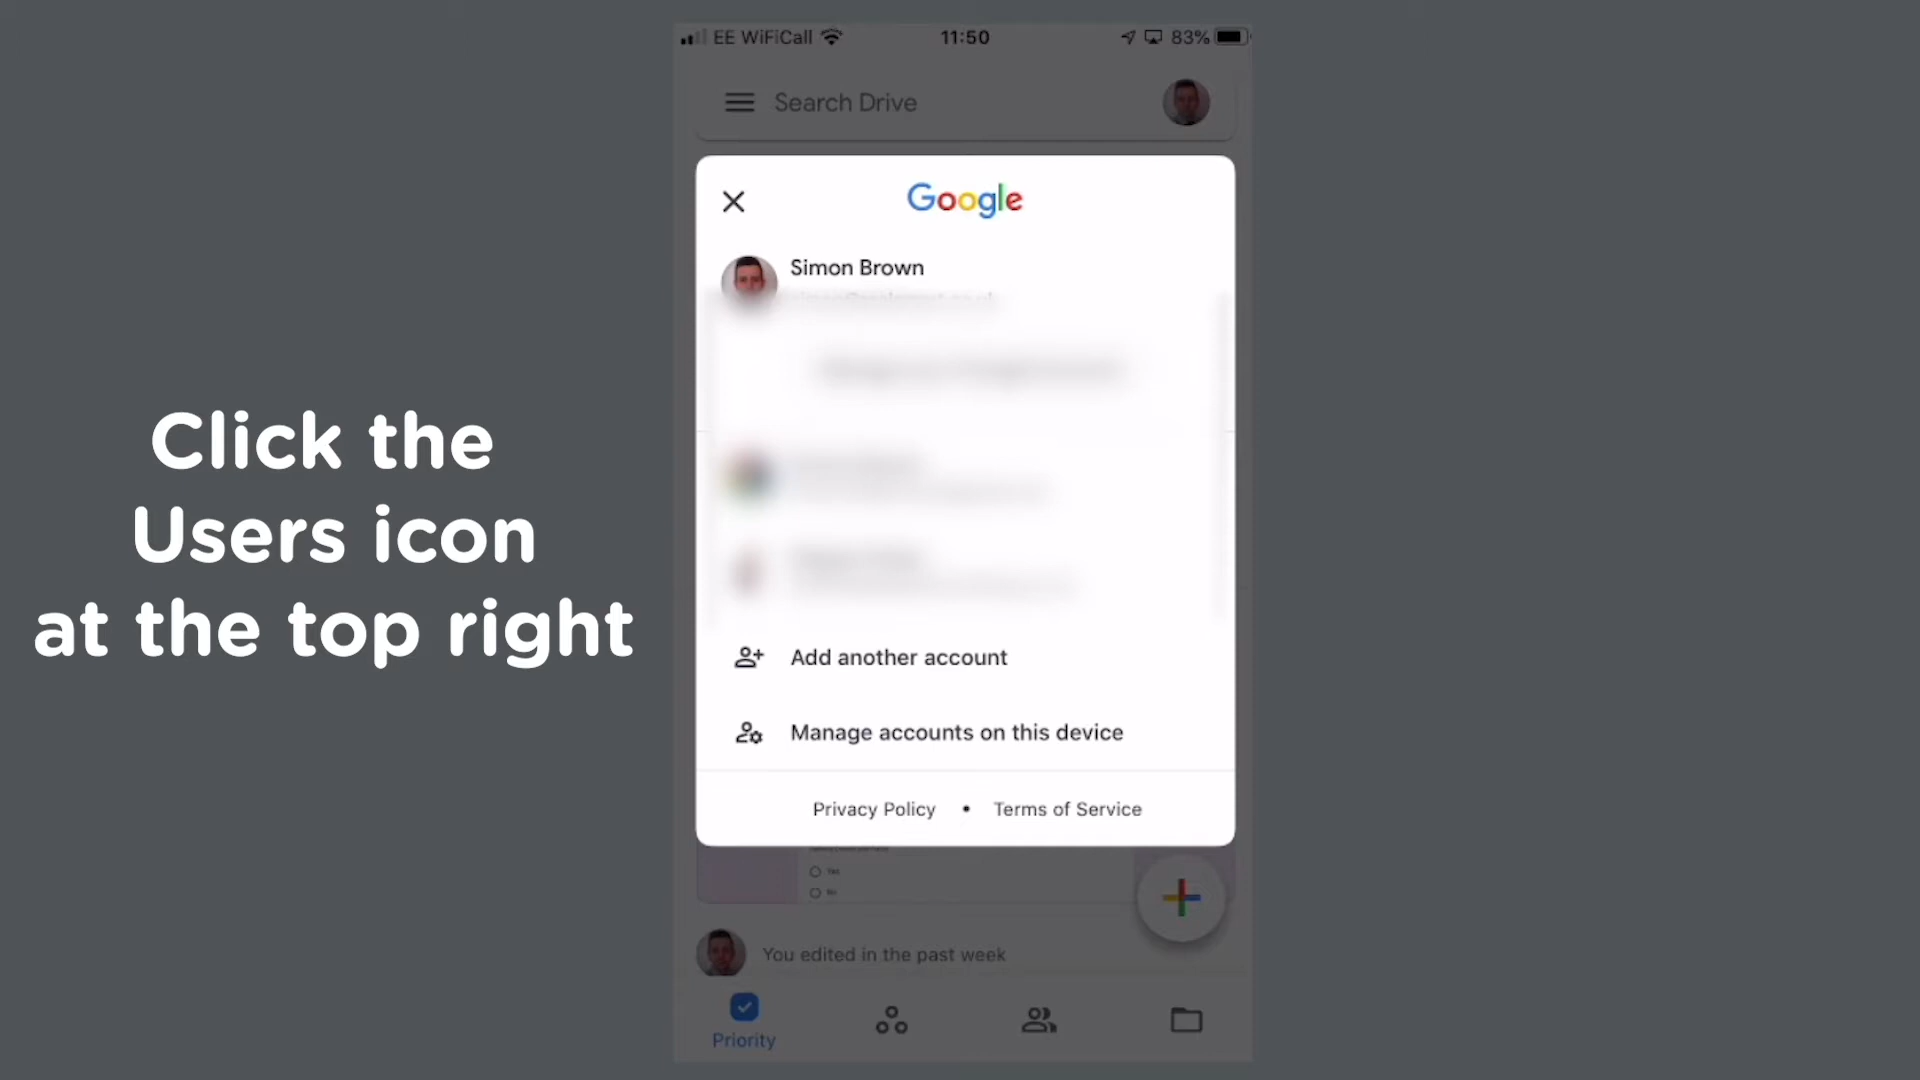 EE WiFiCall 11:50 83%
Search Drive
Google
Simon Brown
Click the
Users icon
at the top right
Add another account
Manage accounts on this device
Privacy Policy • Terms of Service
Yes
No
You edited in the past week
Priority